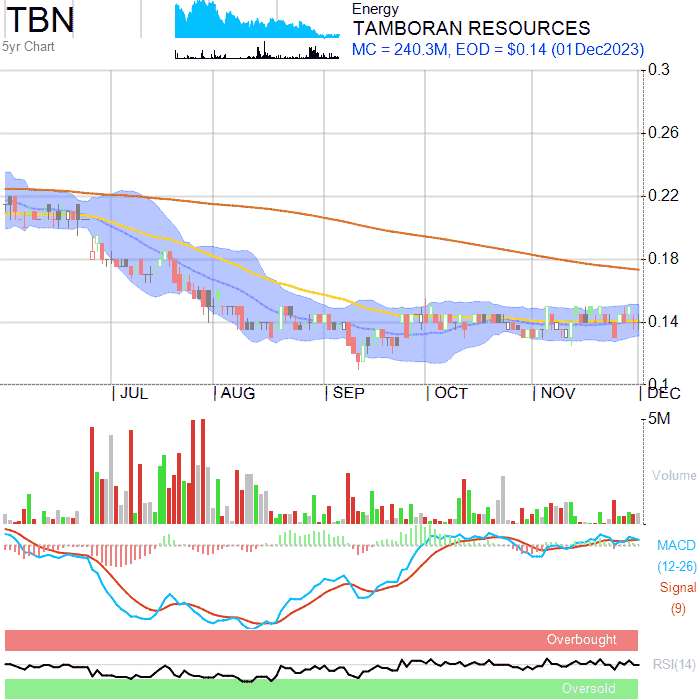 TBN
5yr Chart
Energy
TAMBORAN RESOURCES
MC = 240.3M, EOD = $0.14 (01Dec2023)
0.3
0.26
0.22
0.18
0.14
0.1
JUL AUG SEP OCT NOV DEC
5M
Volume
MACD
(12-26)
Signal
(9)
Overbought
RSI(14)
Oversold